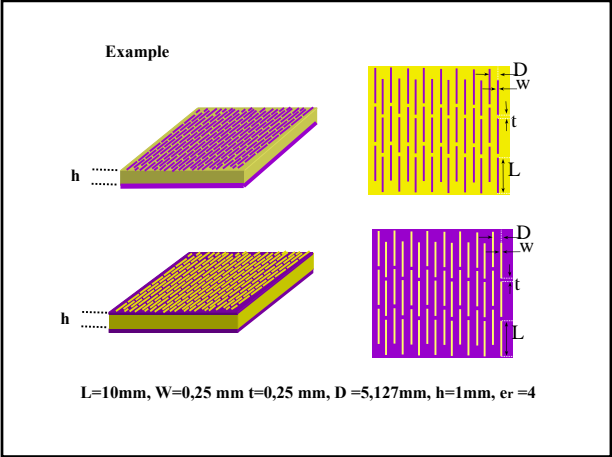 Example
D
w
t
L
h
D
w
t
L
h
L=10mm, W=0,25 mm t=0,25 mm, D =5,127mm, h=1mm, er =4